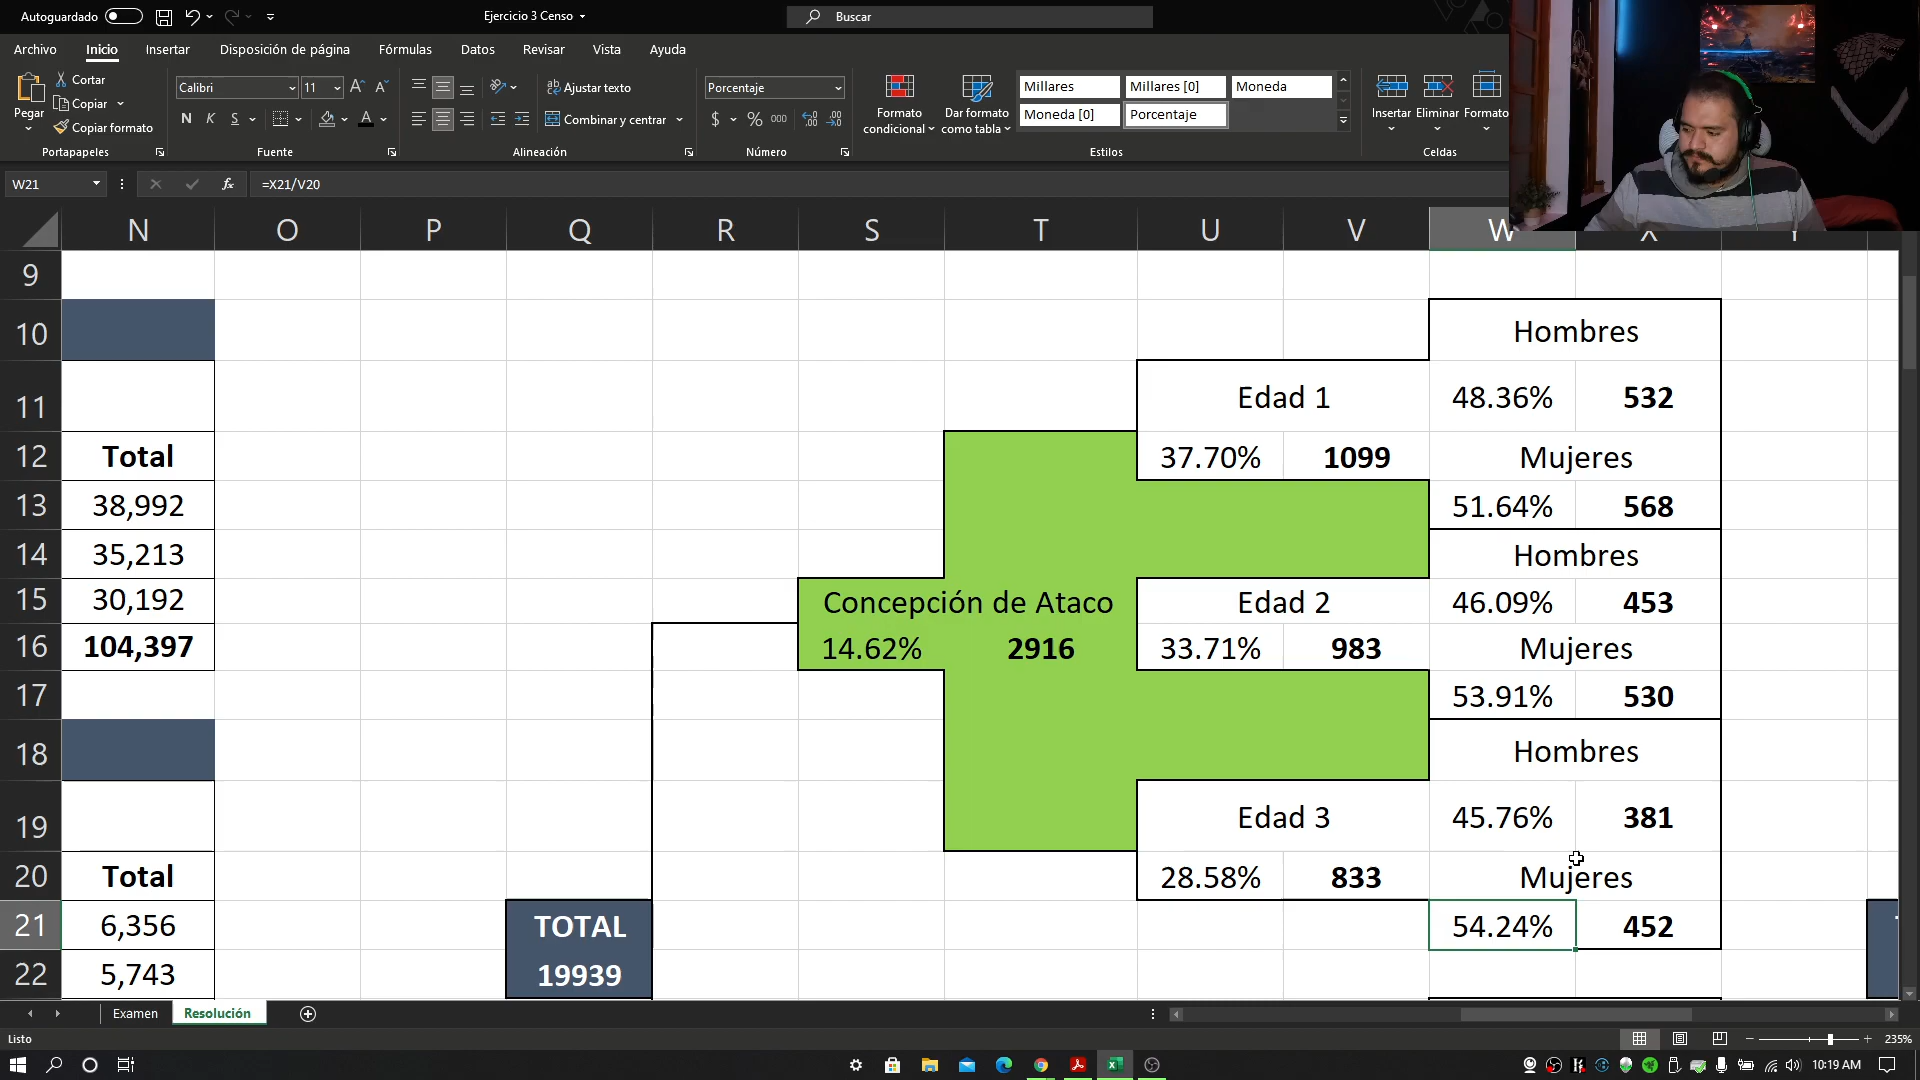 Autoguardado
Ejercicio 3 Censo
Buscar
Archivo Inicio Insertar Disposición de página Fórmulas Datos Revisar Vista Ayuda
Pegar
Cortar
Copiar
Copiar formato
Portapapeles
Calibri 11
N K S
Fuente
Ajustar texto
Combinar y centrar
Alineación
Porcentaje
$ % 000
Número
Formato condicional
Dar formato como tabla
Millares Millares [0] Moneda
Moneda [0] Porcentaje
Estilos
Insertar Eliminar Formato
Celdas
W21 fx =X21/V20
N O P Q R S T U V W X
9
10 Hombres
11 Edad 1 48.36% 532
12 Total 37.70% 1099 Mujeres
13 38,992 51.64% 568
14 35,213 Hombres
15 30,192 Concepción de Ataco Edad 2 46.09% 453
16 104,397 14.62% 2916 33.71% 983 Mujeres
17 53.91% 530
18 Hombres
19 Edad 3 45.76% 381
20 Total 28.58% 833 Mujeres
21 6,356 TOTAL 54.24% 452
22 5,743 19939
Examen Resolución
Listo 235%
10:19 AM